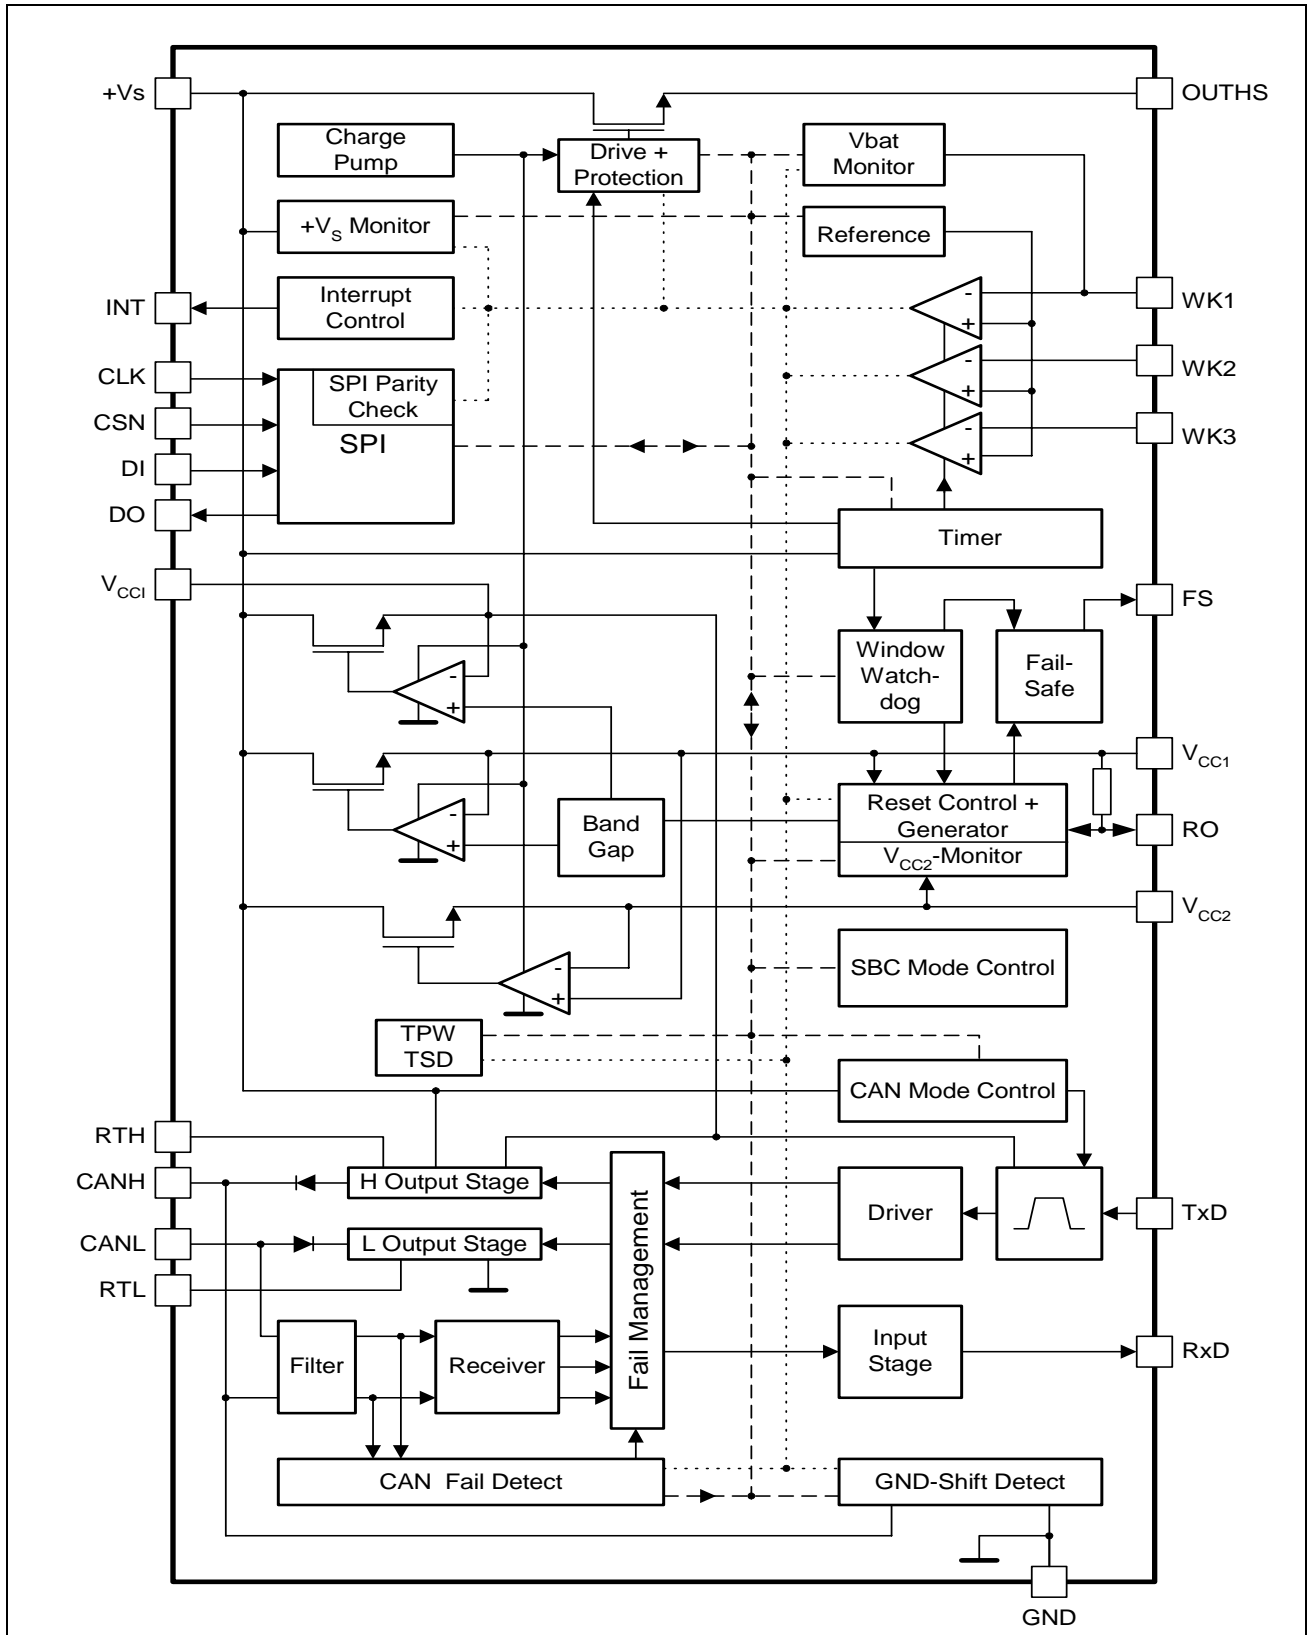 +Vs
OUTHS
Charge
Pump
Drive +
Protection
Vbat
Monitor
+VS Monitor
Reference
INT
Interrupt
Control
-
+
WK1
CLK
SPI Parity
Check
-
+
WK2
CSN
SPI
-
+
WK3
DI
DO
Timer
VCCI
FS
-
+
Window
Watch-
dog
Fail-
Safe
VCC1
-
+
Band
Gap
Reset Control +
Generator
VCC2-Monitor
RO
VCC2
-
+
SBC Mode Control
TPW
TSD
CAN Mode Control
RTH
CANH
H Output Stage
Fail Management
Driver
TxD
CANL
L Output Stage
RTL
Filter
Receiver
Input
Stage
RxD
CAN Fail Detect
GND-Shift Detect
GND